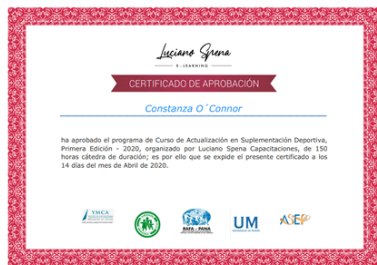 Luciano Spena
E-LEARNING
CERTIFICADO DE APROBACIÓN
Constanza O´Connor
ha aprobado el programa de Curso de Actualización en Suplementación Deportiva,
Primera Edición - 2020, organizado por Luciano Spena Capacitaciones, de 150
horas cátedra de duración; es por ello que se expide el presente certificado a los
14 días del mes de Abril de 2020.
YMCA
IAFA - PANA
UM
ASEP